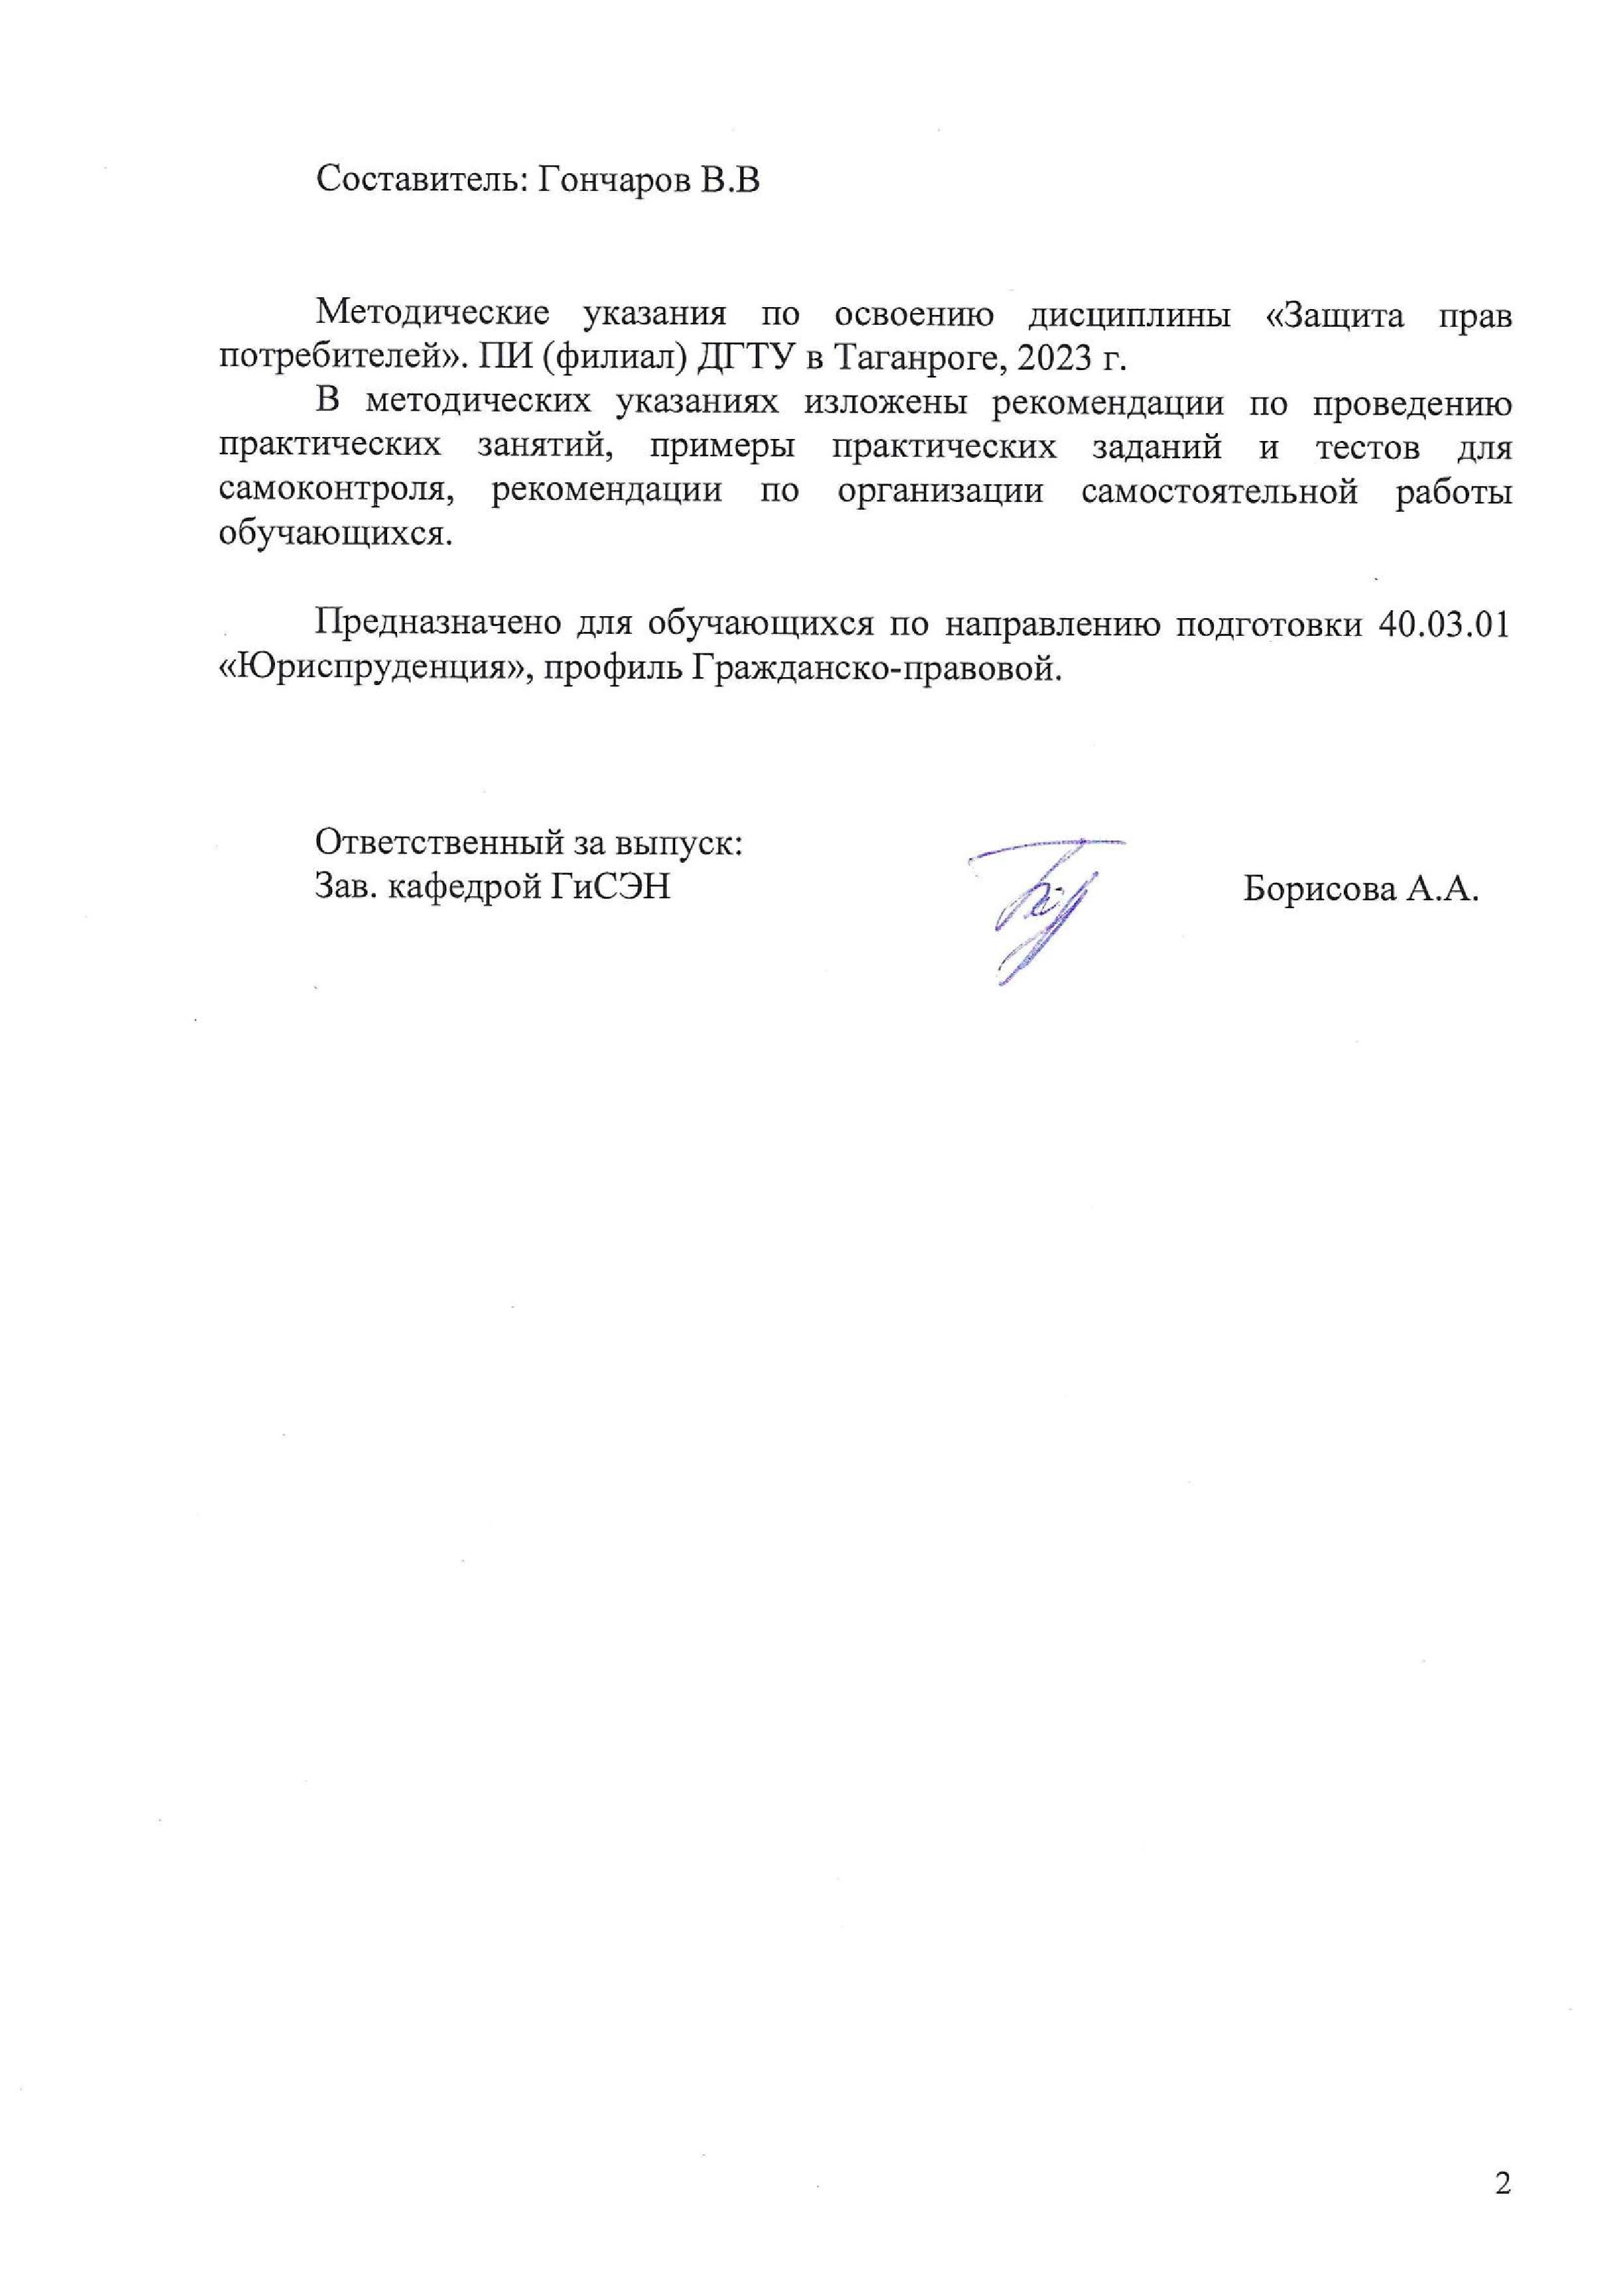 Составитель: Гончаров В.В
Методические указания по освоению дисциплины «Защита прав
потребителей». ПИ (филиал) ДГТУ в Таганроге, 2023 г.
В методических указаниях изложены рекомендации по проведению
практических занятий, примеры практических заданий и тестов для
самоконтроля, рекомендации по организации самостоятельной работы
обучающихся.
Предназначено для обучающихся по направлению подготовки 40.03.01
«Юриспруденция», профиль Гражданско-правовой.
Ответственный за выпуск:
Зав. кафедрой ГиСЭН Борисова А.А.
2